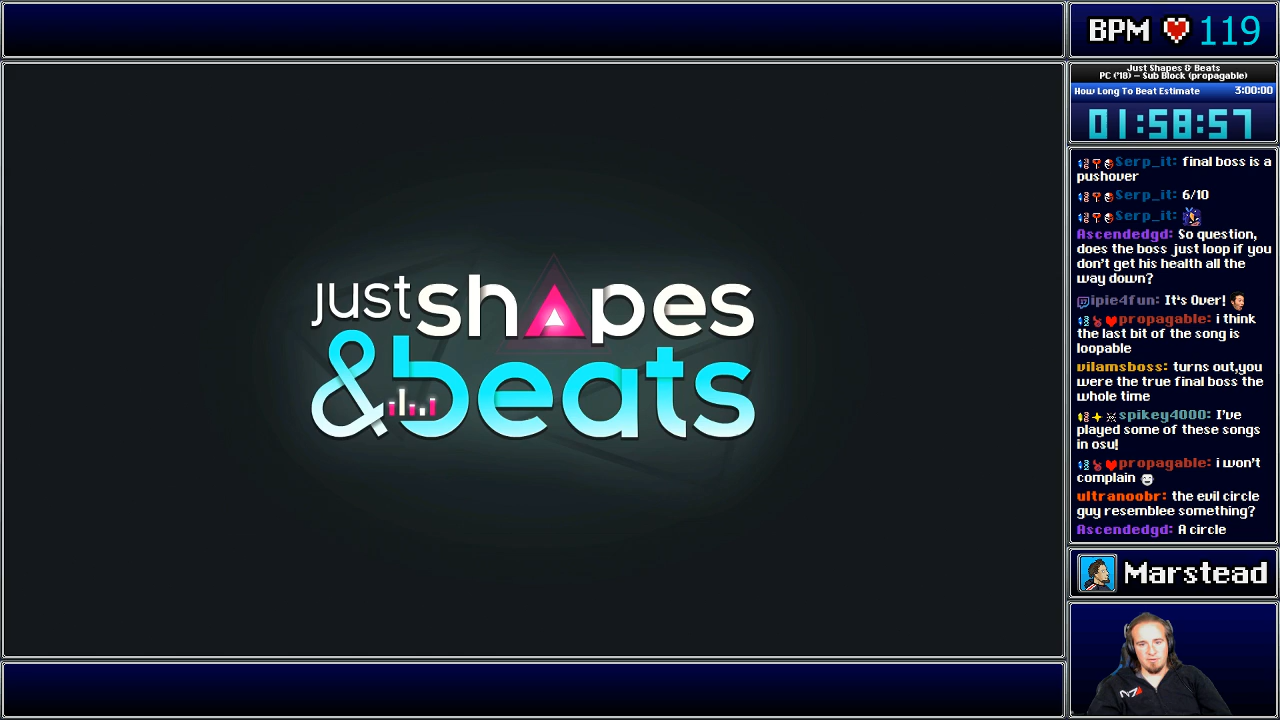 BPM 119
Just Shapes & Beats
PC ('18) – Sub Block (propagable)
How Long To Beat Estimate 3:00:00
01:58:57
just shapes
&beats
Serp_it: final boss is a
pushover
Serp_it: 6/10
Serp_it:
Ascendedgd: So question,
does the boss just loop if you
don't get his health all the
way down?
ipie4fun: It's Over!
propagable: i think
the last bit of the song is
loopable
vilamsboss: turns out,you
were the true final boss the
whole time
spikey4000: I've
played some of these songs
in osu!
propagable: i won't
complain
ultranoobr: the evil circle
guy resemblee something?
Ascendedgd: A circle
Marstead
N7